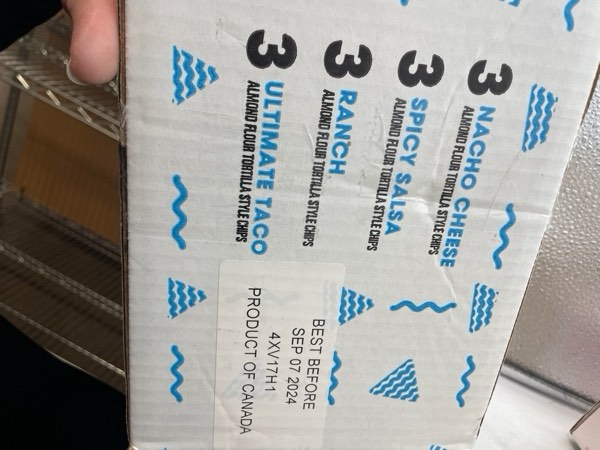 3 NACHO CHEESE
ALMOND FLOUR TORTILLA STYLE CHIPS
3 SPICY SALSA
ALMOND FLOUR TORTILLA STYLE CHIPS
3 RANCH
ALMOND FLOUR TORTILLA STYLE CHIPS
3 ULTIMATE TACO
ALMOND FLOUR TORTILLA STYLE CHIPS
BEST BEFORE
SEP 07 2024
4XV17H1
PRODUCT OF CANADA